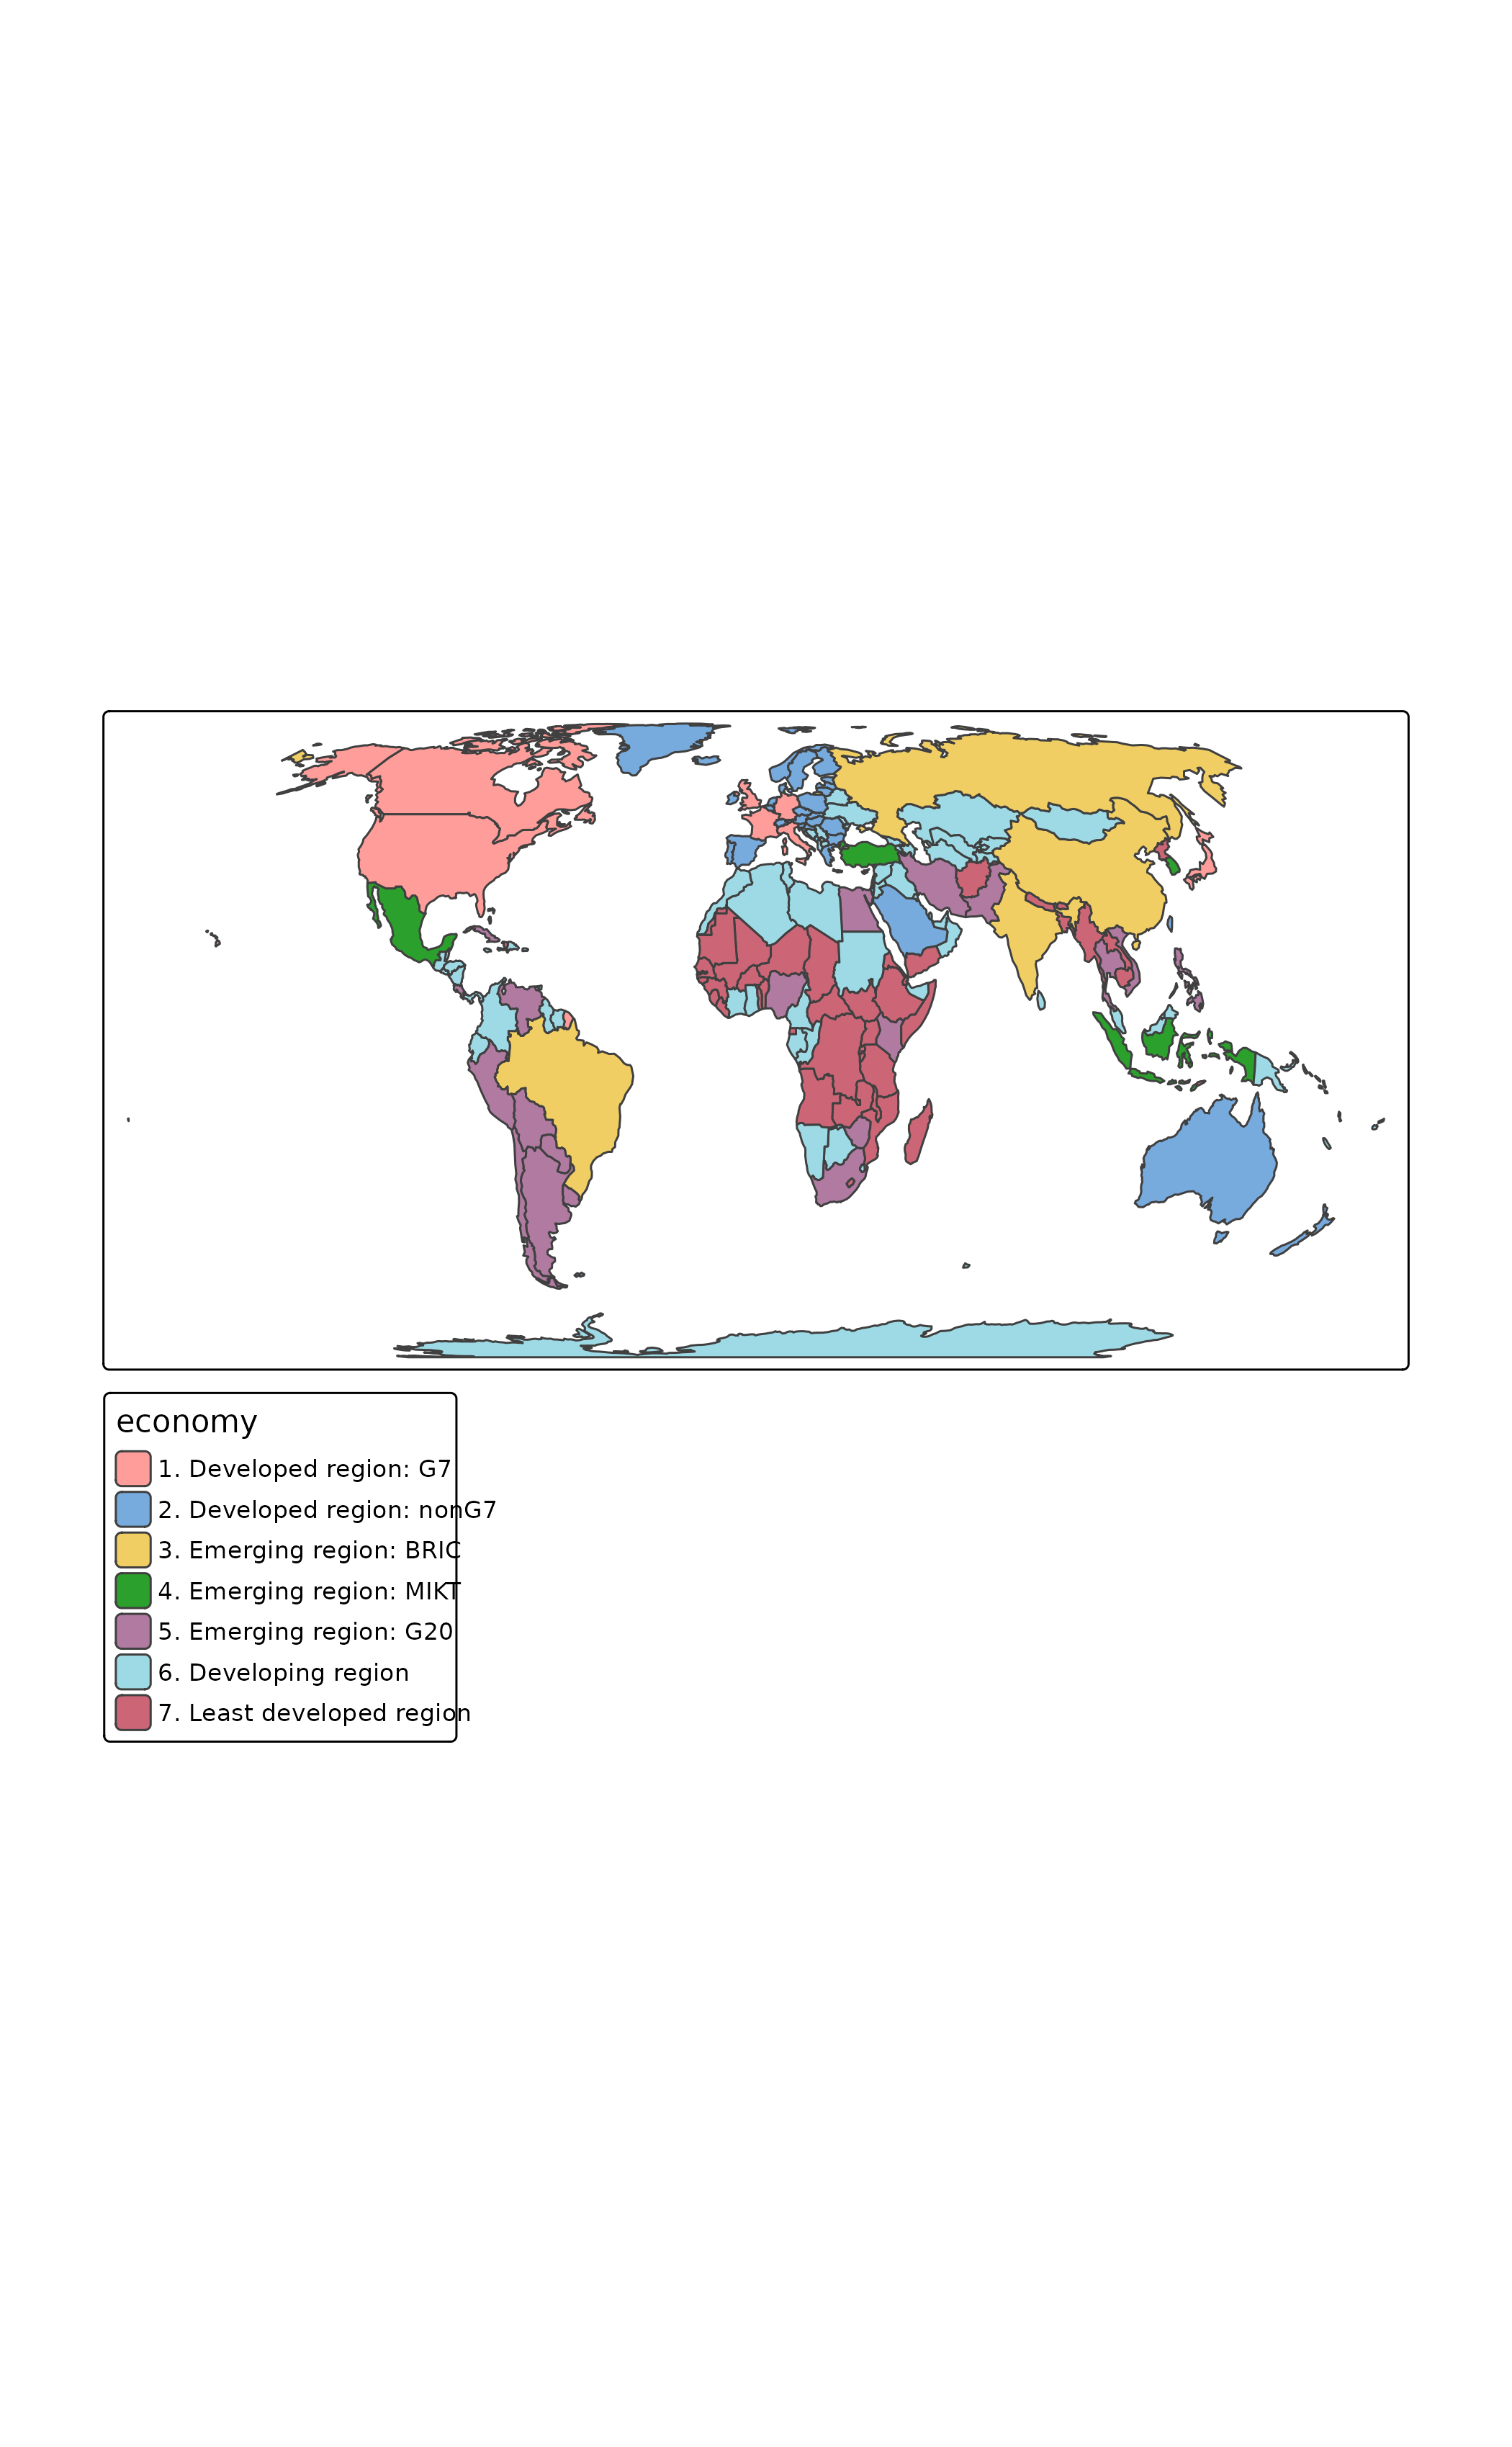 economy
1. Developed region: G7
2. Developed region: nonG7
3. Emerging region: BRIC
4. Emerging region: MIKT
5. Emerging region: G20
6. Developing region
7. Least developed region